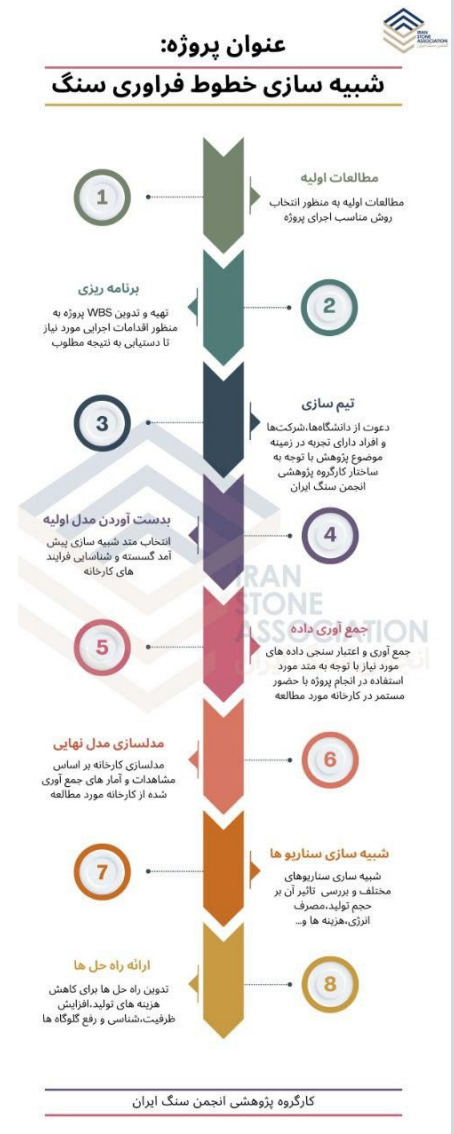 IRAN
STONE
ASSOCIATION
عنوان پروژه:
شبیه سازی خطوط فراوری سنگ
1
مطالعات اولیه
مطالعات اولیه به منظور انتخاب
روش مناسب اجرای پروژه
2
برنامه ریزی
تهیه و تدوین WBS پروژه به
منظور اقدامات اجرایی مورد نیاز
تا دستیابی به نتیجه مطلوب
3
تیم سازی
دعوت از دانشگاه‌ها،شرکت‌ها
و افراد دارای تجربه در زمینه
موضوع پژوهش با توجه به
ساختار کارگروه پژوهشی
انجمن سنگ ایران
4
بدست آوردن مدل اولیه
انتخاب متد شبیه سازی پیش
آمد گسسته و شناسایی فرایند
های کارخانه
IRAN
STONE
ASSOCIATION
5
جمع آوری داده
جمع آوری و اعتبار سنجی داده های
مورد نیاز با توجه به متد مورد
استفاده در انجام پروژه با حضور
مستمر در کارخانه مورد مطالعه
6
مدلسازی مدل نهایی
مدلسازی کارخانه بر اساس
مشاهدات و آمار های جمع آوری
شده از کارخانه مورد مطالعه
7
شبیه سازی سناریو ها
شبیه ساری سناریوهای
مختلف و بررسی تاثیر آن بر
حجم تولید،مصرف
انرژی،هزینه ها و...
8
ارائه راه حل ها
تدوین راه حل ها برای کاهش
هزینه های تولید،افزایش
ظرفیت،شناسی و رفع گلوگاه ها
کارگروه پژوهشی انجمن سنگ ایران